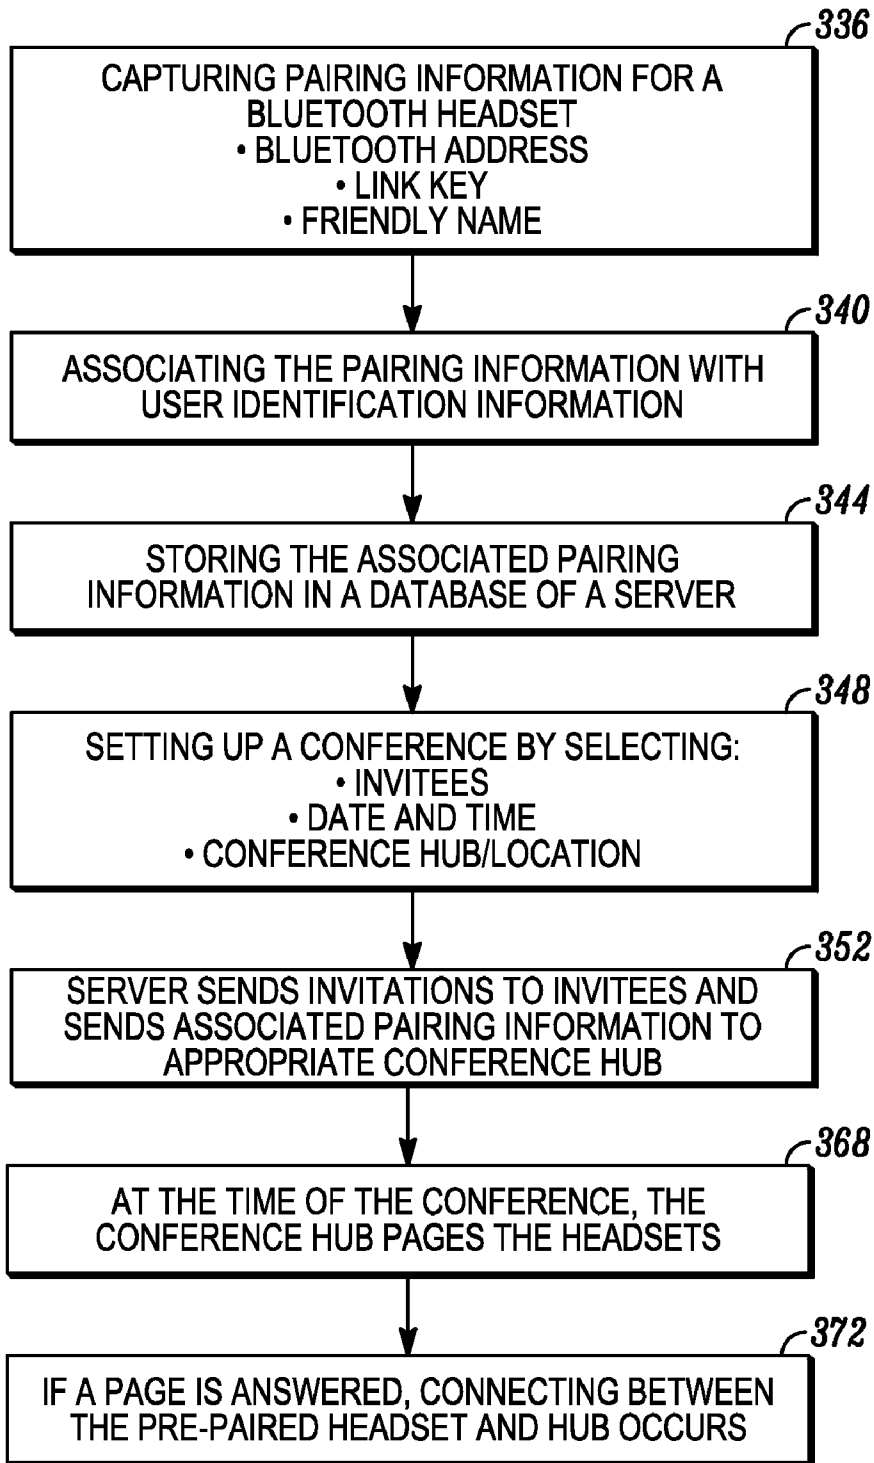 336
CAPTURING PAIRING INFORMATION FOR A
BLUETOOTH HEADSET
• BLUETOOTH ADDRESS
• LINK KEY
• FRIENDLY NAME
340
ASSOCIATING THE PAIRING INFORMATION WITH
USER IDENTIFICATION INFORMATION
344
STORING THE ASSOCIATED PAIRING
INFORMATION IN A DATABASE OF A SERVER
348
SETTING UP A CONFERENCE BY SELECTING:
• INVITEES
• DATE AND TIME
• CONFERENCE HUB/LOCATION
352
SERVER SENDS INVITATIONS TO INVITEES AND
SENDS ASSOCIATED PAIRING INFORMATION TO
APPROPRIATE CONFERENCE HUB
368
AT THE TIME OF THE CONFERENCE, THE
CONFERENCE HUB PAGES THE HEADSETS
372
IF A PAGE IS ANSWERED, CONNECTING BETWEEN
THE PRE-PAIRED HEADSET AND HUB OCCURS